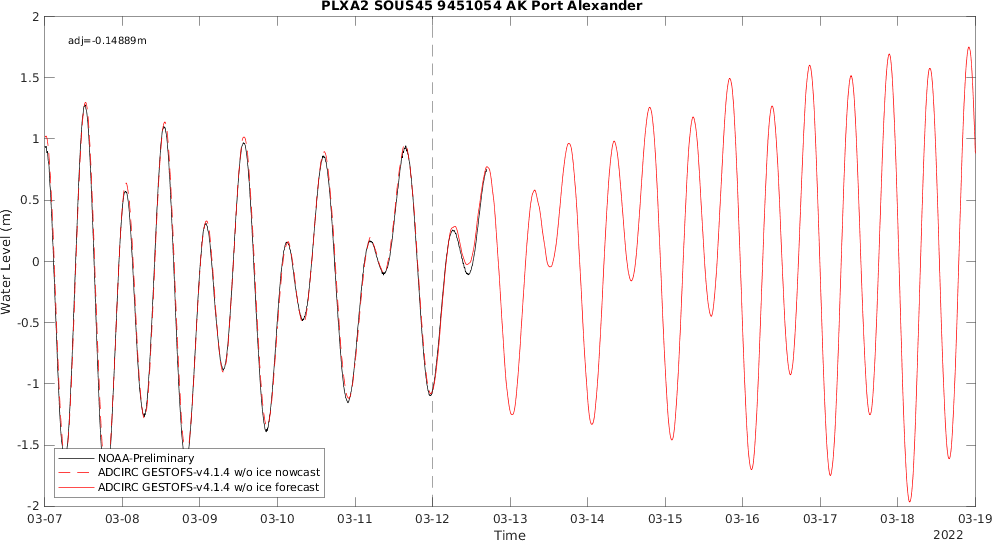 PLXA2 SOUS45 9451054 AK Port Alexander
adj=-0.14889m
2
1.5
1
0.5
0
-0.5
-1
-1.5
-2
Water Level (m)
NOAA-Preliminary
ADCIRC GESTOFS-v4.1.4 w/o ice nowcast
ADCIRC GESTOFS-v4.1.4 w/o ice forecast
03-07 03-08 03-09 03-10 03-11 03-12 03-13 03-14 03-15 03-16 03-17 03-18 03-19
Time
2022